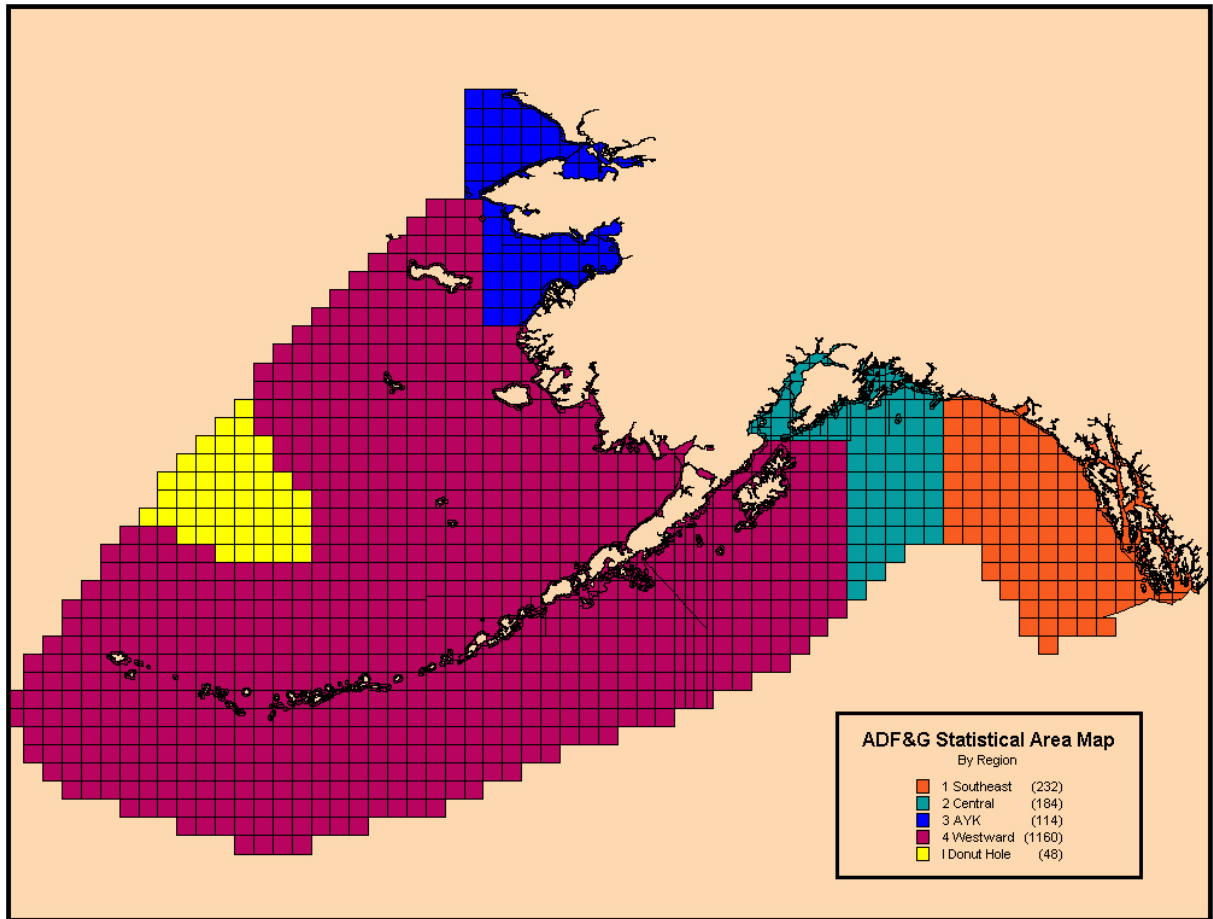 ADF&G Statistical Area Map
By Region
1 Southeast (232)
2 Central (184)
3 AYK (114)
4 Westward (1160)
I Donut Hole (48)